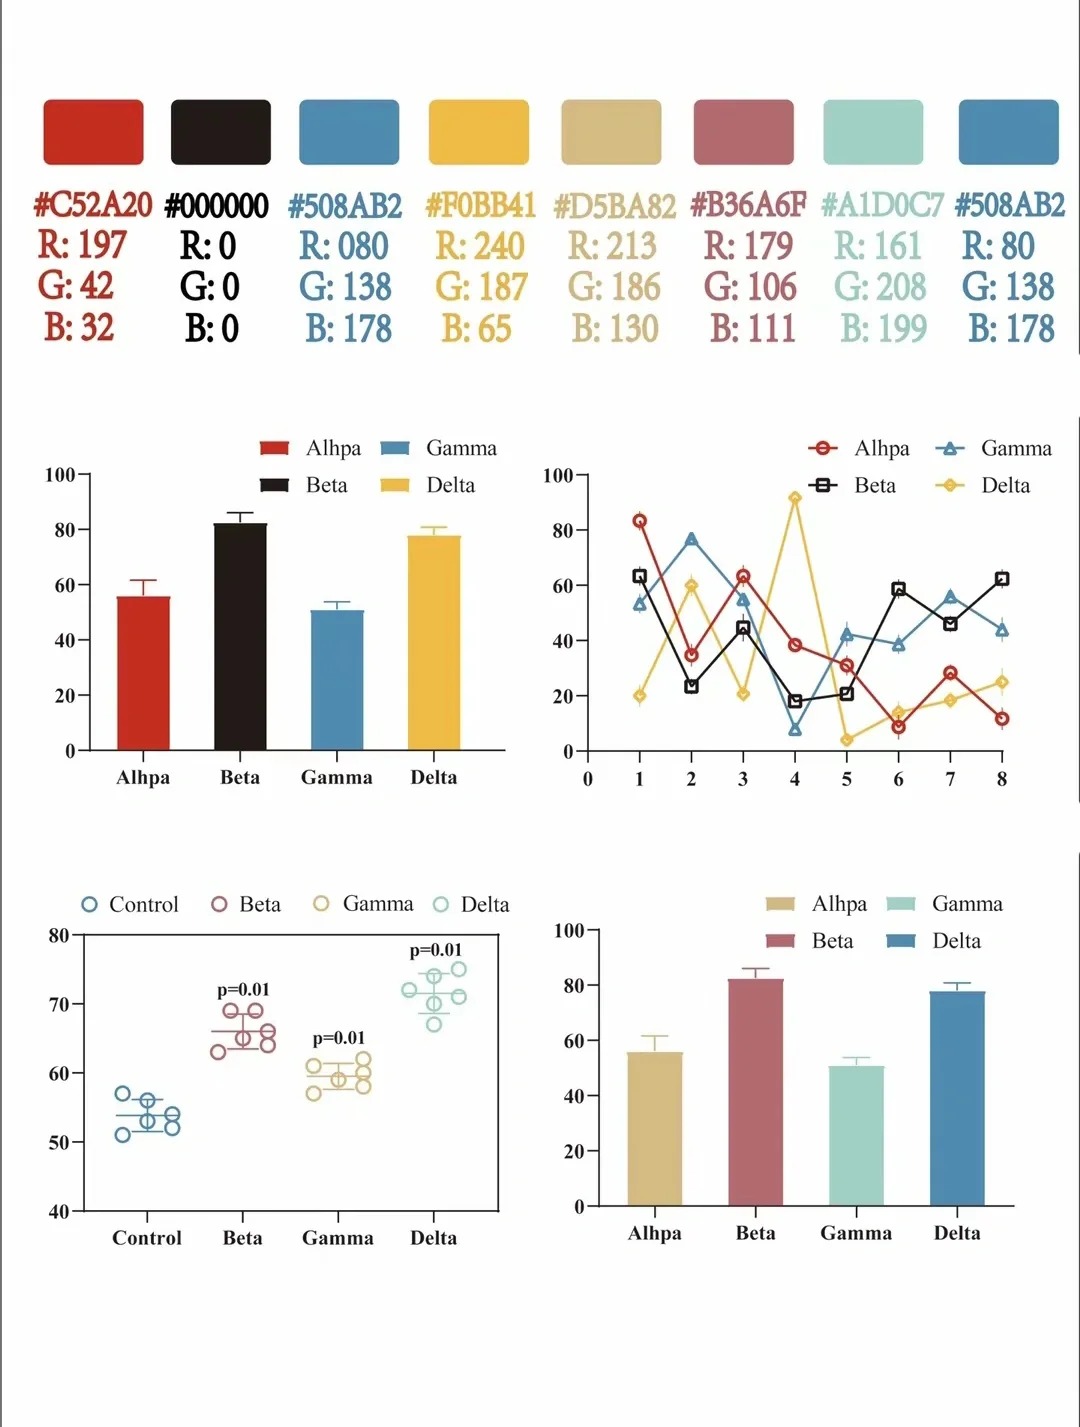 #C52A20 #000000 #508AB2 #F0BB41 #D5BA82 #B36A6F #A1D0C7 #508AB2
R: 197 R: 0 R: 080 R: 240 R: 213 R: 179 R: 161 R: 80
G: 42 G: 0 G: 138 G: 187 G: 186 G: 106 G: 208 G: 138
B: 32 B: 0 B: 178 B: 65 B: 130 B: 111 B: 199 B: 178
Alhpa Gamma
Beta Delta
100
80
60
40
20
0
Alhpa Beta Gamma Delta
Alhpa Gamma
Beta Delta
100
80
60
40
20
0
0 1 2 3 4 5 6 7 8
Control Beta Gamma Delta
80
70
60
50
40
p=0.01
p=0.01
p=0.01
Control Beta Gamma Delta
Alhpa Gamma
Beta Delta
100
80
60
40
20
0
Alhpa Beta Gamma Delta